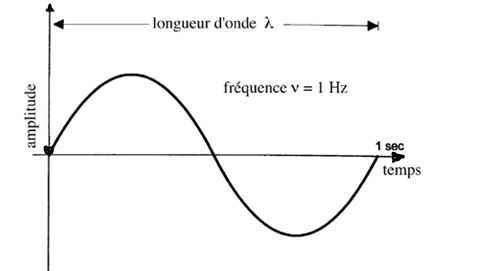 longueur d'onde λ
fréquence ν = 1 Hz
amplitude
1 sec
temps